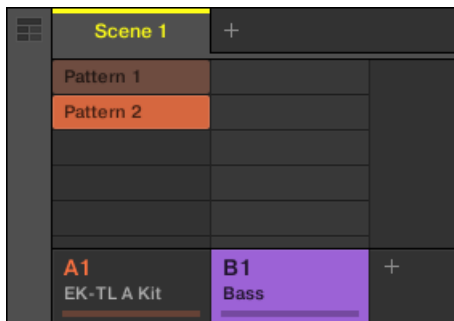 Scene 1 +
Pattern 1
Pattern 2
A1 B1 +
EK-TL A Kit Bass